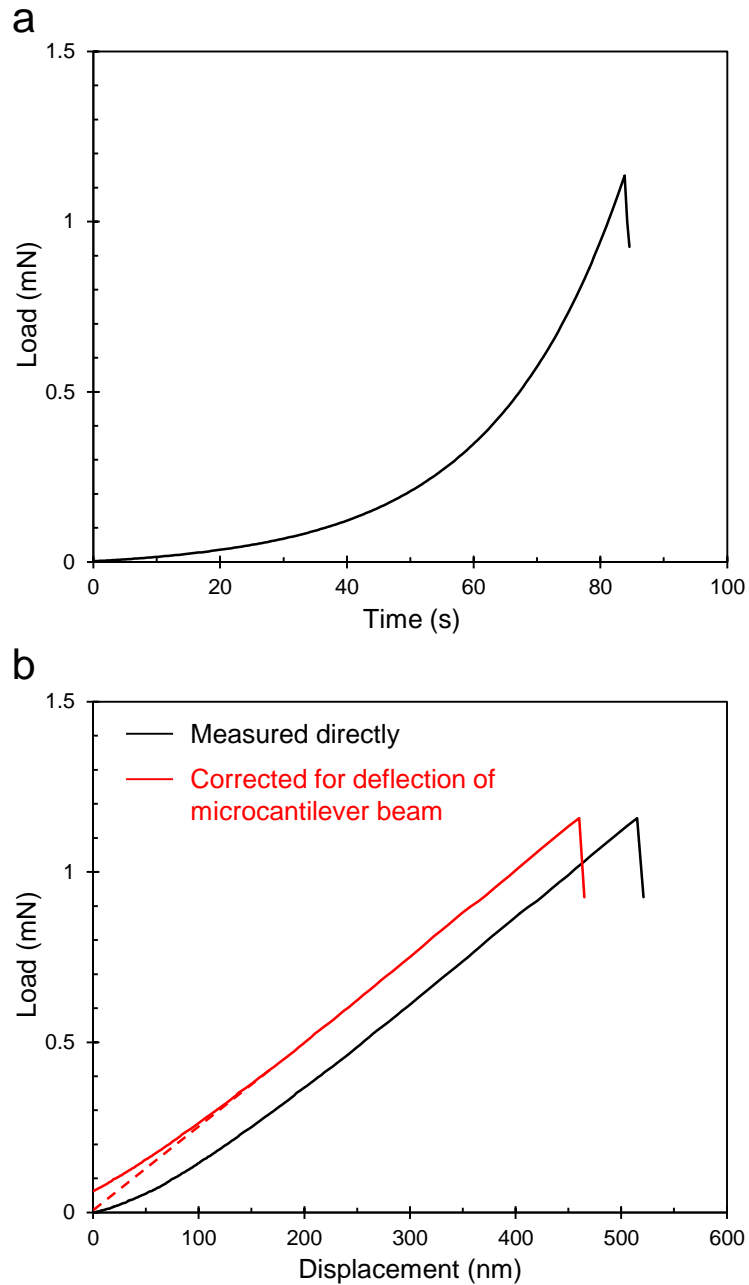 a
1.5
1
0.5
0
Load (mN)
0 20 40 60 80 100
Time (s)
b
1.5
Measured directly
Corrected for deflection of
microcantilever beam
1
0.5
0
Load (mN)
0 100 200 300 400 500 600
Displacement (nm)